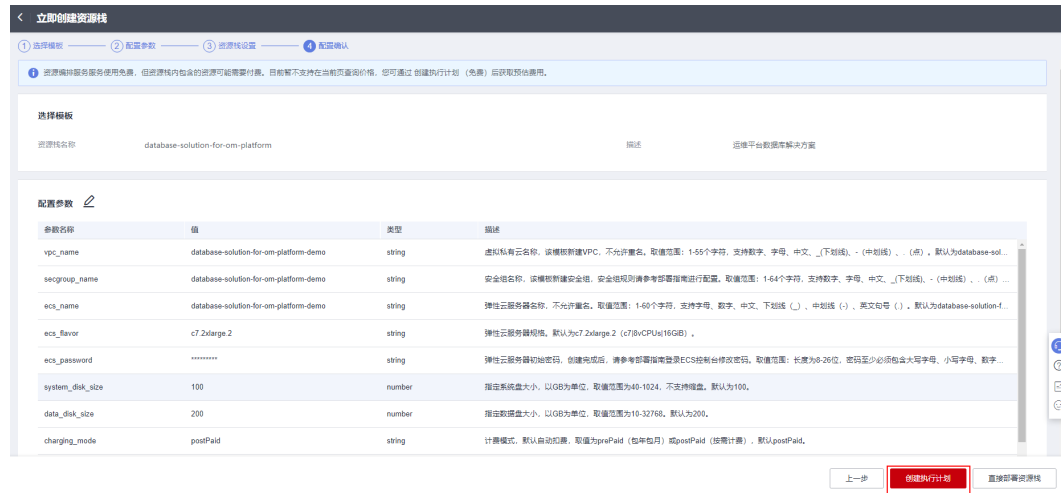 立即创建资源栈
1 选择模板 2 配置参数 3 资源栈设置 4 配置确认
资源编排服务服务使用免费，但资源栈内包含的资源可能需要付费。目前暂不支持在当前页查询价格，您可通过 创建执行计划 （免费）后获取预估费用。
选择模板
资源栈名称 database-solution-for-om-platform 描述 运维平台数据库解决方案
配置参数
参数名称 值 类型 描述
vpc_name database-solution-for-om-platform-demo string 虚拟私有云名称，该模板新建VPC，不允许重名。取值范围：1-55个字符，支持数字、字母、中文、_(下划线)、-（中划线）、.（点）。默认为database-sol...
secgroup_name database-solution-for-om-platform-demo string 安全组名称，该模板新建安全组，安全组规则请参考部署指南进行配置。取值范围：1-64个字符，支持数字、字母、中文、_(下划线)、-（中划线）、.（点）...
ecs_name database-solution-for-om-platform-demo string 弹性云服务器名称，不允许重名。取值范围：1-60个字符，支持字母、数字、中文、下划线（_）、中划线（-）、英文句号（.）。默认为database-solution-f...
ecs_flavor c7.2xlarge.2 string 弹性云服务器规格。默认为c7.2xlarge.2（c7|8vCPUs|16GiB）。
ecs_password ********* string 弹性云服务器初始密码，创建完成后，请参考部署指南登录ECS控制台修改密码。取值范围：长度为8-26位，密码至少必须包含大写字母、小写字母、数字...
system_disk_size 100 number 指定系统盘大小，以GB为单位，取值范围为40-1024，不支持缩盘。默认为100。
data_disk_size 200 number 指定数据盘大小，以GB为单位，取值范围为10-32768。默认为200。
charging_mode postPaid string 计费模式，默认自动扣费，取值为prePaid（包年包月）或postPaid（按需计费），默认postPaid。
上一步 创建执行计划 直接部署资源栈